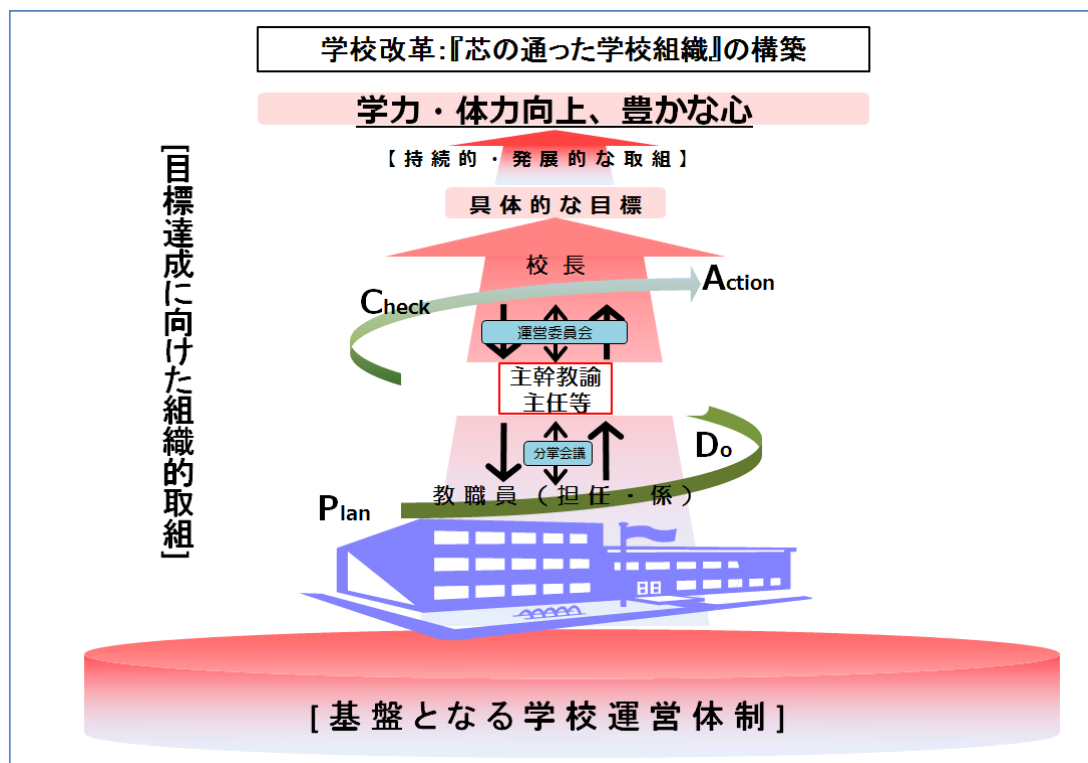 学校改革:『芯の通った学校組織』の構築
学力・体力向上、豊かな心
【持続的・発展的な取組】
具体的な目標
[目標達成に向けた組織的取組]
校長
Check
Action
運営委員会
主幹教諭
主任等
分掌会議
Do
教職員(担任・係)
Plan
[基盤となる学校運営体制]